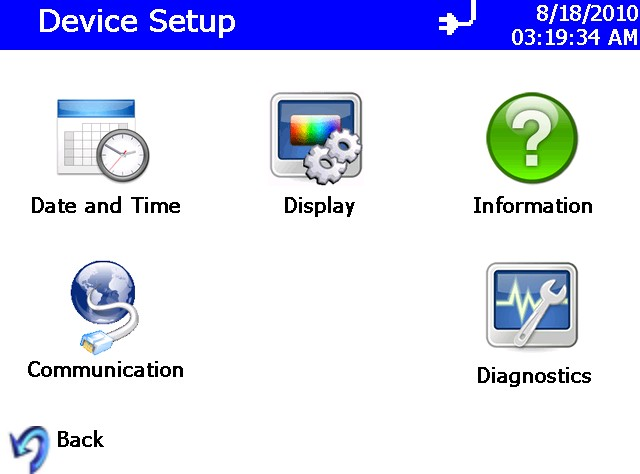 Device Setup
8/18/2010
03:19:34 AM
Date and Time
Display
Information
Communication
Diagnostics
Back